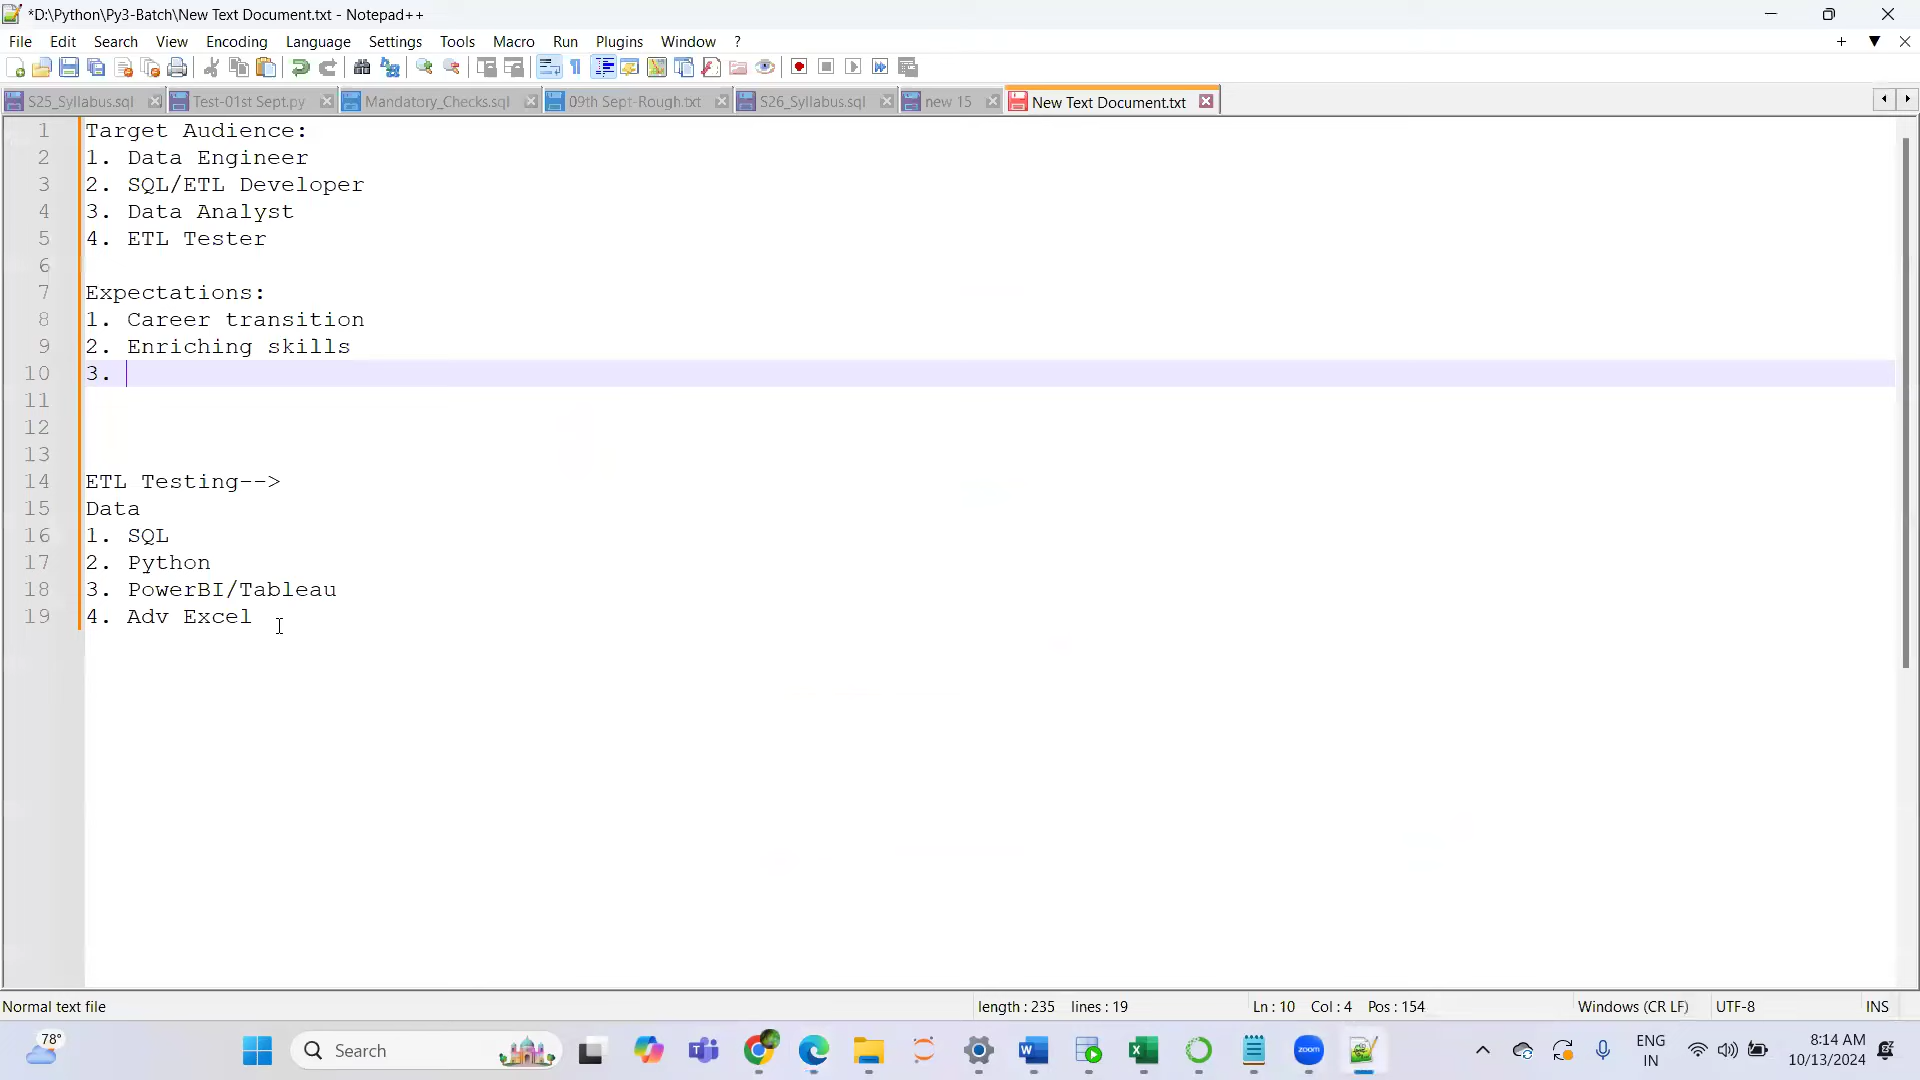 *D:\Python\Py3-Batch\New Text Document.txt - Notepad++
File Edit Search View Encoding Language Settings Tools Macro Run Plugins Window ?
S25_Syllabus.sql Test-01st Sept.py Mandatory_Checks.sql 09th Sept-Rough.txt S26_Syllabus.sql new 15 New Text Document.txt
1 Target Audience:
2 1. Data Engineer
3 2. SQL/ETL Developer
4 3. Data Analyst
5 4. ETL Tester
6
7 Expectations:
8 1. Career transition
9 2. Enriching skills
10 3.
11
12
13
14 ETL Testing-->
15 Data
16 1. SQL
17 2. Python
18 3. PowerBI/Tableau
19 4. Adv Excel
Normal text file length : 235 lines : 19 Ln : 10 Col : 4 Pos : 154 Windows (CR LF) UTF-8 INS
78° Search zoom ENG IN 8:14 AM 10/13/2024